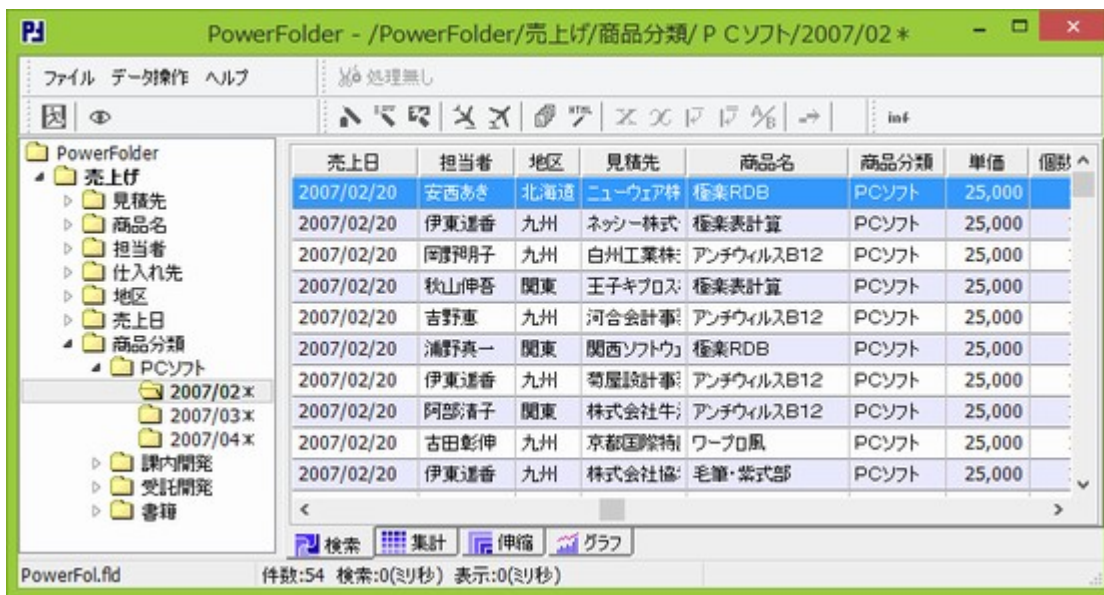 PowerFolder - /PowerFolder/売上げ/商品分類/ＰＣソフト/2007/02＊
ファイル データ操作 ヘルプ
処理無し
inf
PowerFolder
売上げ
見積先
商品名
担当者
仕入れ先
地区
売上日
商品分類
PCソフト
2007/02*
2007/03*
2007/04*
課内開発
受託開発
書籍
売上日 担当者 地区 見積先 商品名 商品分類 単価 個数
2007/02/20 安西あき 北海道 ニューウェア株 極楽RDB PCソフト 25,000
2007/02/20 伊東遥香 九州 ネッシー株式 極楽表計算 PCソフト 25,000
2007/02/20 岡野明子 九州 白州工業株 アンチウィルスB12 PCソフト 25,000
2007/02/20 秋山伸吾 関東 王子キプロス 極楽表計算 PCソフト 25,000
2007/02/20 吉野恵 九州 河合会計事 アンチウィルスB12 PCソフト 25,000
2007/02/20 浦野真一 関東 関西ソフトウ 極楽RDB PCソフト 25,000
2007/02/20 伊東遥香 九州 菊屋設計事 アンチウィルスB12 PCソフト 25,000
2007/02/20 阿部清子 関東 株式会社牛 アンチウィルスB12 PCソフト 25,000
2007/02/20 古田彰伸 九州 京都国際特 ワープロ風 PCソフト 25,000
2007/02/20 伊東遥香 九州 株式会社協 毛筆・紫式部 PCソフト 25,000
検索 集計 伸縮 グラフ
PowerFol.fld 件数:54 検索:0(ミリ秒) 表示:0(ミリ秒)